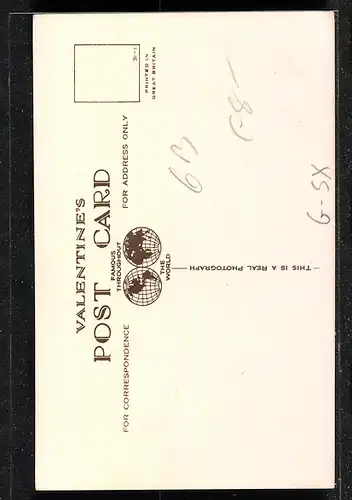 VALENTINE'S
POST CARD
FOR CORRESPONDENCE
FOR ADDRESS ONLY
FAMOUS
THROUGHOUT
THE
WORLD
PRINTED IN
GREAT BRITAIN
THIS IS A REAL PHOTOGRAPH
G-SX